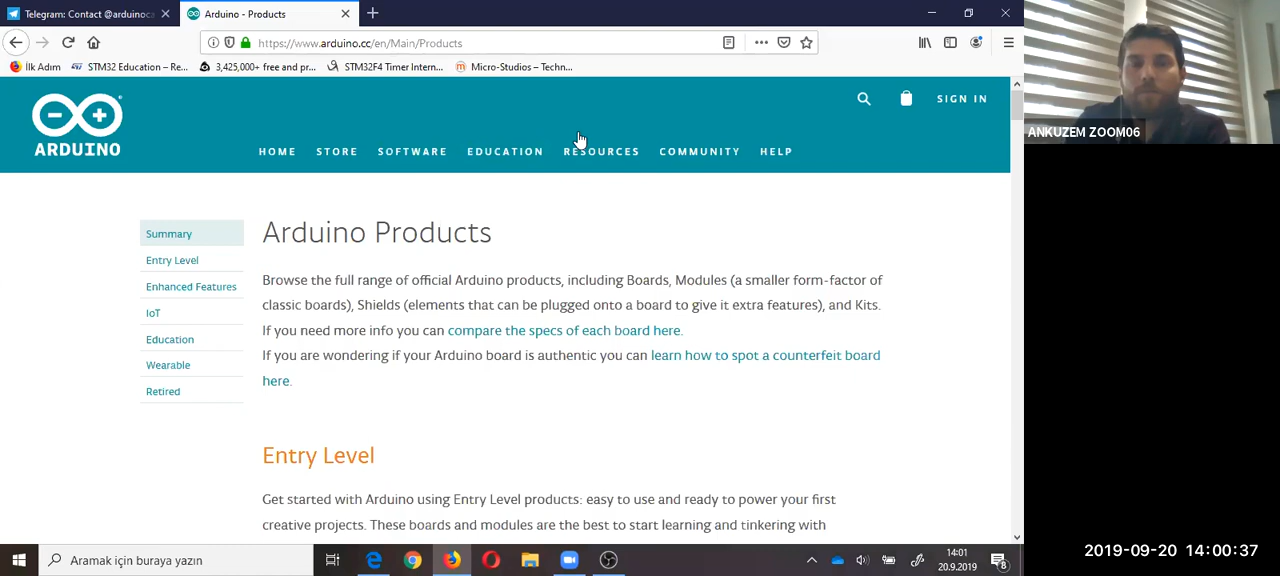 Telegram: Contact @arduinoca
Arduino - Products
https://www.arduino.cc/en/Main/Products
İlk Adım
STM32 Education – Re...
3,425,000+ free and pr...
STM32F4 Timer Intern...
Micro-Studios – Techn...
ARDUINO
SIGN IN
HOME
STORE
SOFTWARE
EDUCATION
RESOURCES
COMMUNITY
HELP
ANKUZEM ZOOM06
Summary
Entry Level
Enhanced Features
IoT
Education
Wearable
Retired
Arduino Products
Browse the full range of official Arduino products, including Boards, Modules (a smaller form-factor of
classic boards), Shields (elements that can be plugged onto a board to give it extra features), and Kits.
If you need more info you can compare the specs of each board here.
If you are wondering if your Arduino board is authentic you can learn how to spot a counterfeit board
here.
Entry Level
Get started with Arduino using Entry Level products: easy to use and ready to power your first
creative projects. These boards and modules are the best to start learning and tinkering with
Aramak için buraya yazın
14:01
20.9.2019
8
2019-09-20 14:00:37